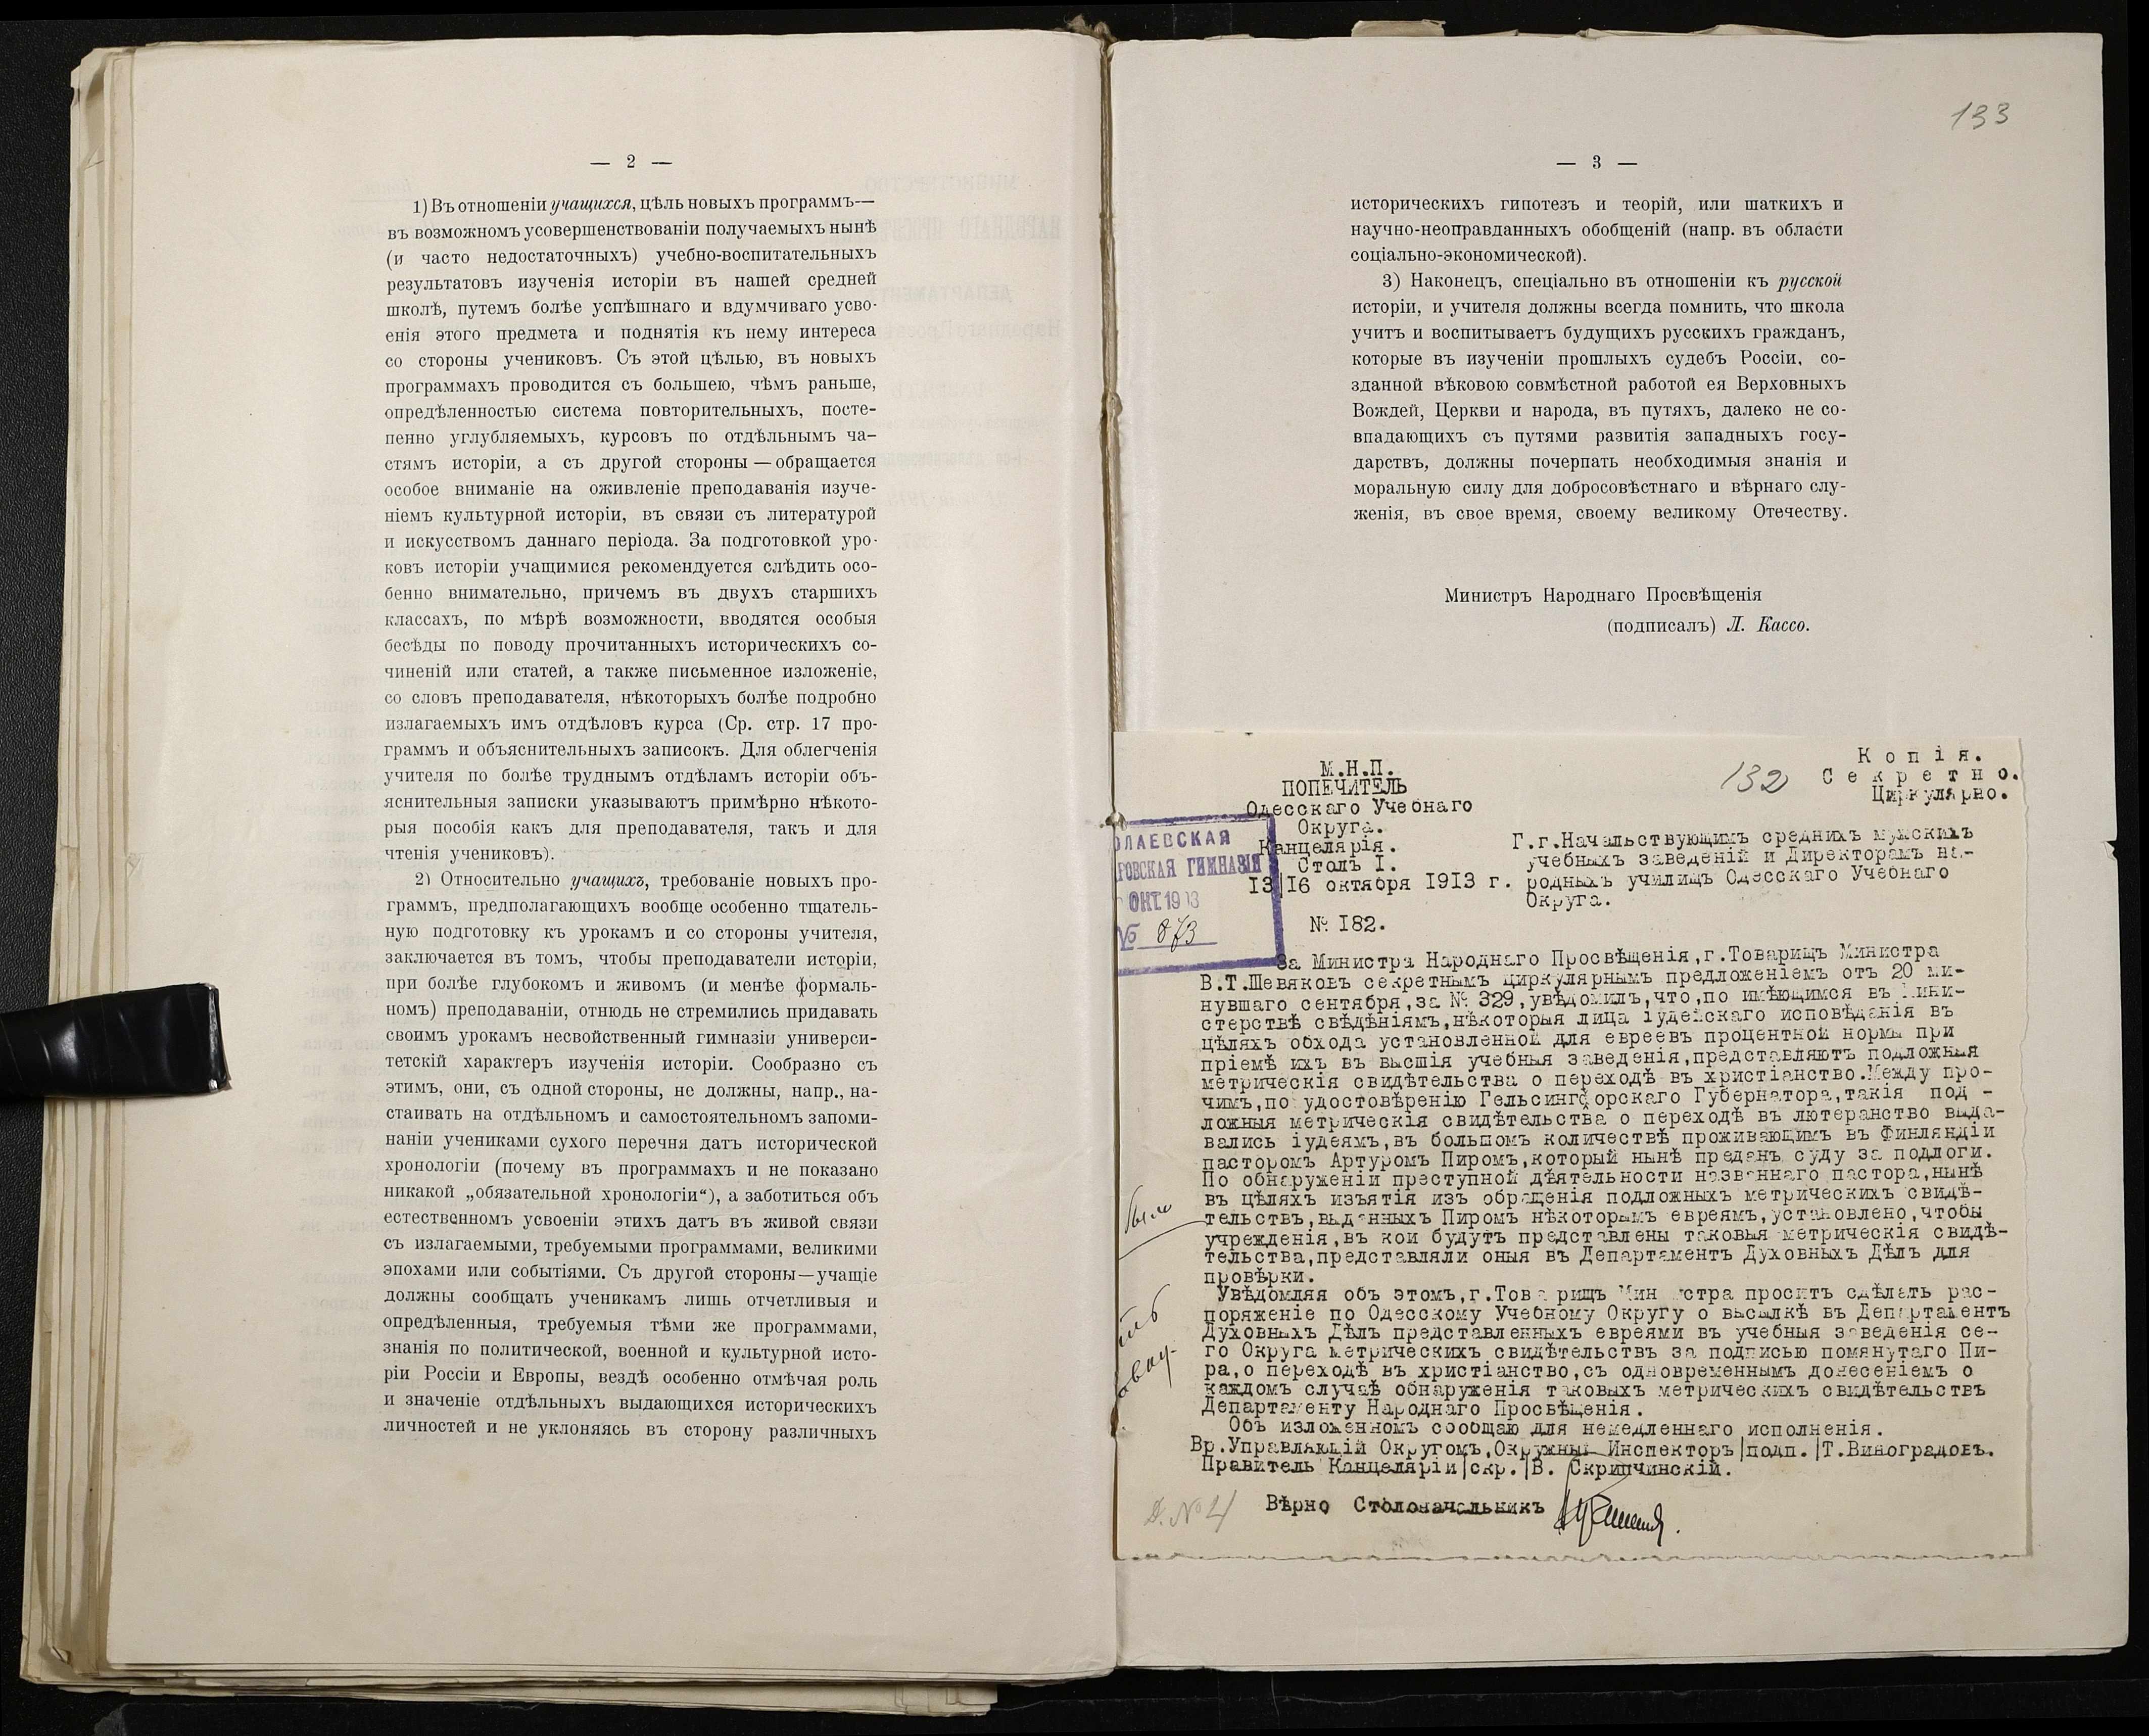 — 2 —
1) Въ отношеніи учащихся, цѣль новыхъ программъ—
въ возможномъ усовершенствованіи получаемыхъ нынѣ
(и часто недостаточныхъ) учебно-воспитательныхъ
результатовъ изученія исторіи въ нашей средней
школѣ, путемъ болѣе успѣшнаго и вдумчиваго усво-
енія этого предмета и поднятія къ нему интереса
со стороны учениковъ. Съ этой цѣлью, въ новыхъ
программахъ проводится съ большею, чѣмъ раньше,
опредѣленностью система повторительныхъ, посте-
пенно углубляемыхъ, курсовъ по отдѣльнымъ ча-
стямъ исторіи, а съ другой стороны — обращается
особое вниманіе на оживленіе преподаванія изуче-
ніемъ культурной исторіи, въ связи съ литературой
и искусствомъ даннаго періода. За подготовкой уро-
ковъ исторіи учащимися рекомендуется слѣдить осо-
бенно внимательно, причемъ въ двухъ старшихъ
классахъ, по мѣрѣ возможности, вводятся особыя
бесѣды по поводу прочитанныхъ историческихъ со-
чиненій или статей, а также письменное изложеніе,
со словъ преподавателя, нѣкоторыхъ болѣе подробно
излагаемыхъ имъ отдѣловъ курса (Ср. стр. 17 про-
граммъ и объяснительныхъ записокъ. Для облегченія
учителя по болѣе труднымъ отдѣламъ исторіи объ-
яснительныя записки указываютъ примѣрно нѣкото-
рыя пособія какъ для преподавателя, такъ и для
чтенія учениковъ).
2) Относительно учащихъ, требованіе новыхъ про-
граммъ, предполагающихъ вообще особенно тщатель-
ную подготовку къ урокамъ и со стороны учителя,
заключается въ томъ, чтобы преподаватели исторіи,
при болѣе глубокомъ и живомъ (и менѣе формаль-
номъ) преподаваніи, отнюдь не стремились придавать
своимъ урокамъ несвойственный гимназіи универси-
тетскій характеръ изученія исторіи. Сообразно съ
этимъ, они, съ одной стороны, не должны, напр., на-
стаивать на отдѣльномъ и самостоятельномъ запоми-
наніи учениками сухого перечня датъ исторической
хронологіи (почему въ программахъ и не показано
никакой „обязательной хронологіи“), а заботиться объ
естественномъ усвоеніи этихъ датъ въ живой связи
съ излагаемыми, требуемыми программами, великими
эпохами или событіями. Съ другой стороны—учащіе
должны сообщать ученикамъ лишь отчетливыя и
опредѣленныя, требуемыя тѣми же программами,
знанія по политической, военной и культурной исто-
ріи Россіи и Европы, вездѣ особенно отмѣчая роль
и значеніе отдѣльныхъ выдающихся историческихъ
личностей и не уклоняясь въ сторону различныхъ
133
— 3 —
историческихъ гипотезъ и теорій, или шаткихъ и
научно-неоправданныхъ обобщеній (напр. въ области
соціально-экономической).
3) Наконецъ, спеціально въ отношеніи къ русской
исторіи, и учителя должны всегда помнить, что школа
учитъ и воспитываетъ будущихъ русскихъ гражданъ,
которые въ изученіи прошлыхъ судебъ Россіи, со-
зданной вѣковою совмѣстной работой ея Верховныхъ
Вождей, Церкви и народа, въ путяхъ, далеко не со-
впадающихъ съ путями развитія западныхъ госу-
дарствъ, должны почерпать необходимыя знанія и
моральную силу для добросовѣстнаго и вѣрнаго слу-
женія, въ свое время, своему великому Отечеству.
Министръ Народнаго Просвѣщенія
(подписалъ) Л. Кассо.
132
Копія.
Секретно.
Циркулярно.
М.Н.П.
ПОПЕЧИТЕЛЬ
Одесскаго Учебнаго
Округа.
Канцелярія.
Столъ I.
13|16 октября 1913 г.
№ 182.
ОЛАЕВСКАЯ
РОВСКАЯ ГИМНАЗІЯ
ОКТ. 1913
№ 873
Г.г.Начальствующимъ среднихъ мужскихъ
учебныхъ заведеній и Директорамъ на-
родныхъ училищъ Одесскаго Учебнаго
Округа.
За Министра Народнаго Просвѣщенія,г.Товарищъ Министра
В.Т.Шевяковъ секретнымъ циркулярнымъ предложеніемъ отъ 20 ми-
нувшаго сентября,за № 329,увѣдомилъ,что,по имѣющимся въ Мини-
стерствѣ свѣдѣніямъ,нѣкоторыя лица іудейскаго исповѣданія въ
цѣляхъ обхода установленной для евреевъ процентной нормы при
пріемѣ ихъ въ высшія учебныя заведенія,представляютъ подложныя
метрическія свидѣтельства о переходѣ въ христіанство.Между про-
чимъ,по удостовѣренію Гельсингфорскаго Губернатора,такія под -
ложныя метрическія свидѣтельства о переходѣ въ лютеранство выда-
вались іудеямъ,въ большомъ количествѣ проживающимъ въ Финляндіи
пасторомъ Артуромъ Пиромъ,который нынѣ преданъ суду за подлоги.
По обнаруженіи преступной дѣятельности названнаго пастора,нынѣ
въ цѣляхъ изъятія изъ обращенія подложныхъ метрическихъ свидѣ-
тельствъ,выданныхъ Пиромъ нѣкоторымъ евреямъ,установлено,чтобы
учрежденія,въ кои будутъ представлены таковыя метрическія свидѣ-
тельства,представляли оныя въ Департаментъ Духовныхъ Дѣлъ для
провѣрки.
Увѣдомляя объ этомъ,г.Товарищъ Министра проситъ сдѣлать рас-
поряженіе по Одесскому Учебному Округу о высылкѣ въ Департаментъ
Духовныхъ Дѣлъ представленныхъ евреями въ учебныя заведенія се-
го Округа метрическихъ свидѣтельствъ за подписью помянутаго Пи-
ра,о переходѣ въ христіанство,съ одновременнымъ донесеніемъ о
каждомъ случаѣ обнаруженія таковыхъ метрическихъ свидѣтельствъ
Департаменту Народнаго Просвѣщенія.
Объ изложенномъ сообщаю для немедленнаго исполненія.
Вр.Управляющій Округомъ,Окружный Инспекторъ|подп.|Т.Виноградовъ.
Правитель Канцеляріи|скр.|В. Скрипчинскій.
Вѣрно Столоначальникъ
Д. № 4